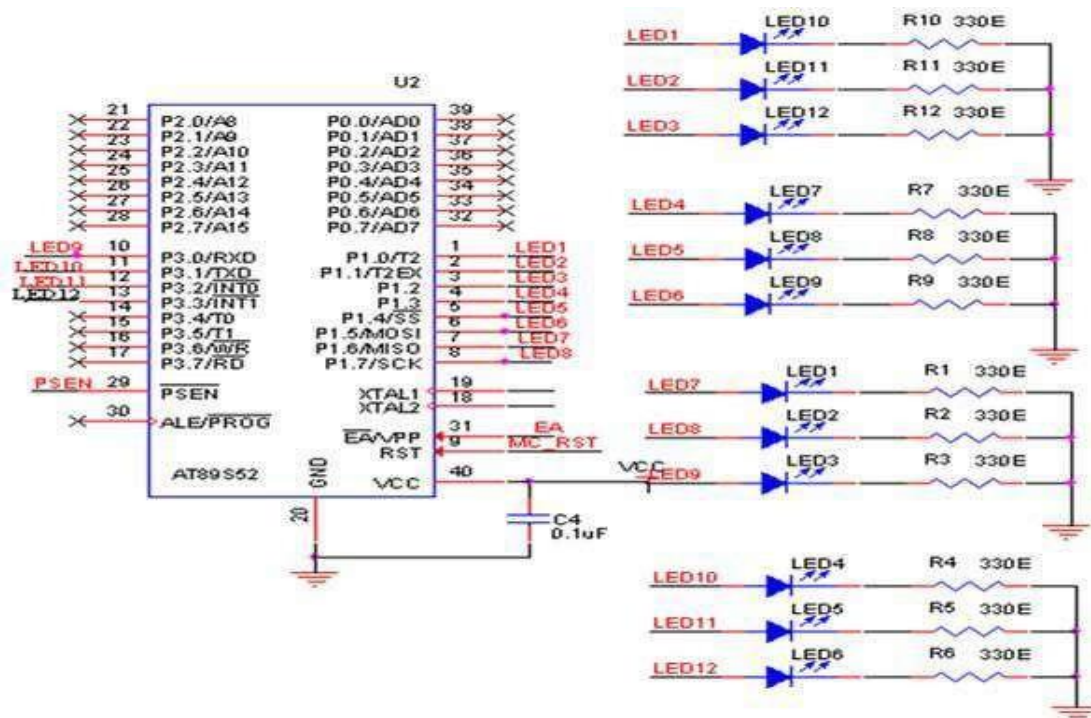 U2
21 P2.0/A8
22 P2.1/A9
23 P2.2/A10
24 P2.3/A11
25 P2.4/A12
26 P2.5/A13
27 P2.6/A14
28 P2.7/A15
LED9 10 P3.0/RXD
LED10 11 P3.1/TXD
LED11 12 P3.2/INT0
LED12 13 P3.3/INT1
14 P3.4/T0
15 P3.5/T1
16 P3.6/WR
17 P3.7/RD
PSEN 29 PSEN
30 ALE/PROG
AT89S52
GND
20
P0.0/AD0 39
P0.1/AD1 38
P0.2/AD2 37
P0.3/AD3 36
P0.4/AD4 35
P0.5/AD5 34
P0.6/AD6 33
P0.7/AD7 32
P1.0/T2 1 LED1
P1.1/T2EX 2 LED2
P1.2 3 LED3
P1.3 4 LED4
P1.4/SS 5 LED5
P1.5/MOSI 6 LED6
P1.6/MISO 7 LED7
P1.7/SCK 8 LED8
XTAL1 19
XTAL2 18
EA/VPP 31 EA
RST 9 MC_RST
VCC 40
VCC
C4
0.1uF
LED1 LED10 R10 330E
LED2 LED11 R11 330E
LED3 LED12 R12 330E
LED4 LED7 R7 330E
LED5 LED8 R8 330E
LED6 LED9 R9 330E
LED7 LED1 R1 330E
LED8 LED2 R2 330E
LED9 LED3 R3 330E
LED10 LED4 R4 330E
LED11 LED5 R5 330E
LED12 LED6 R6 330E